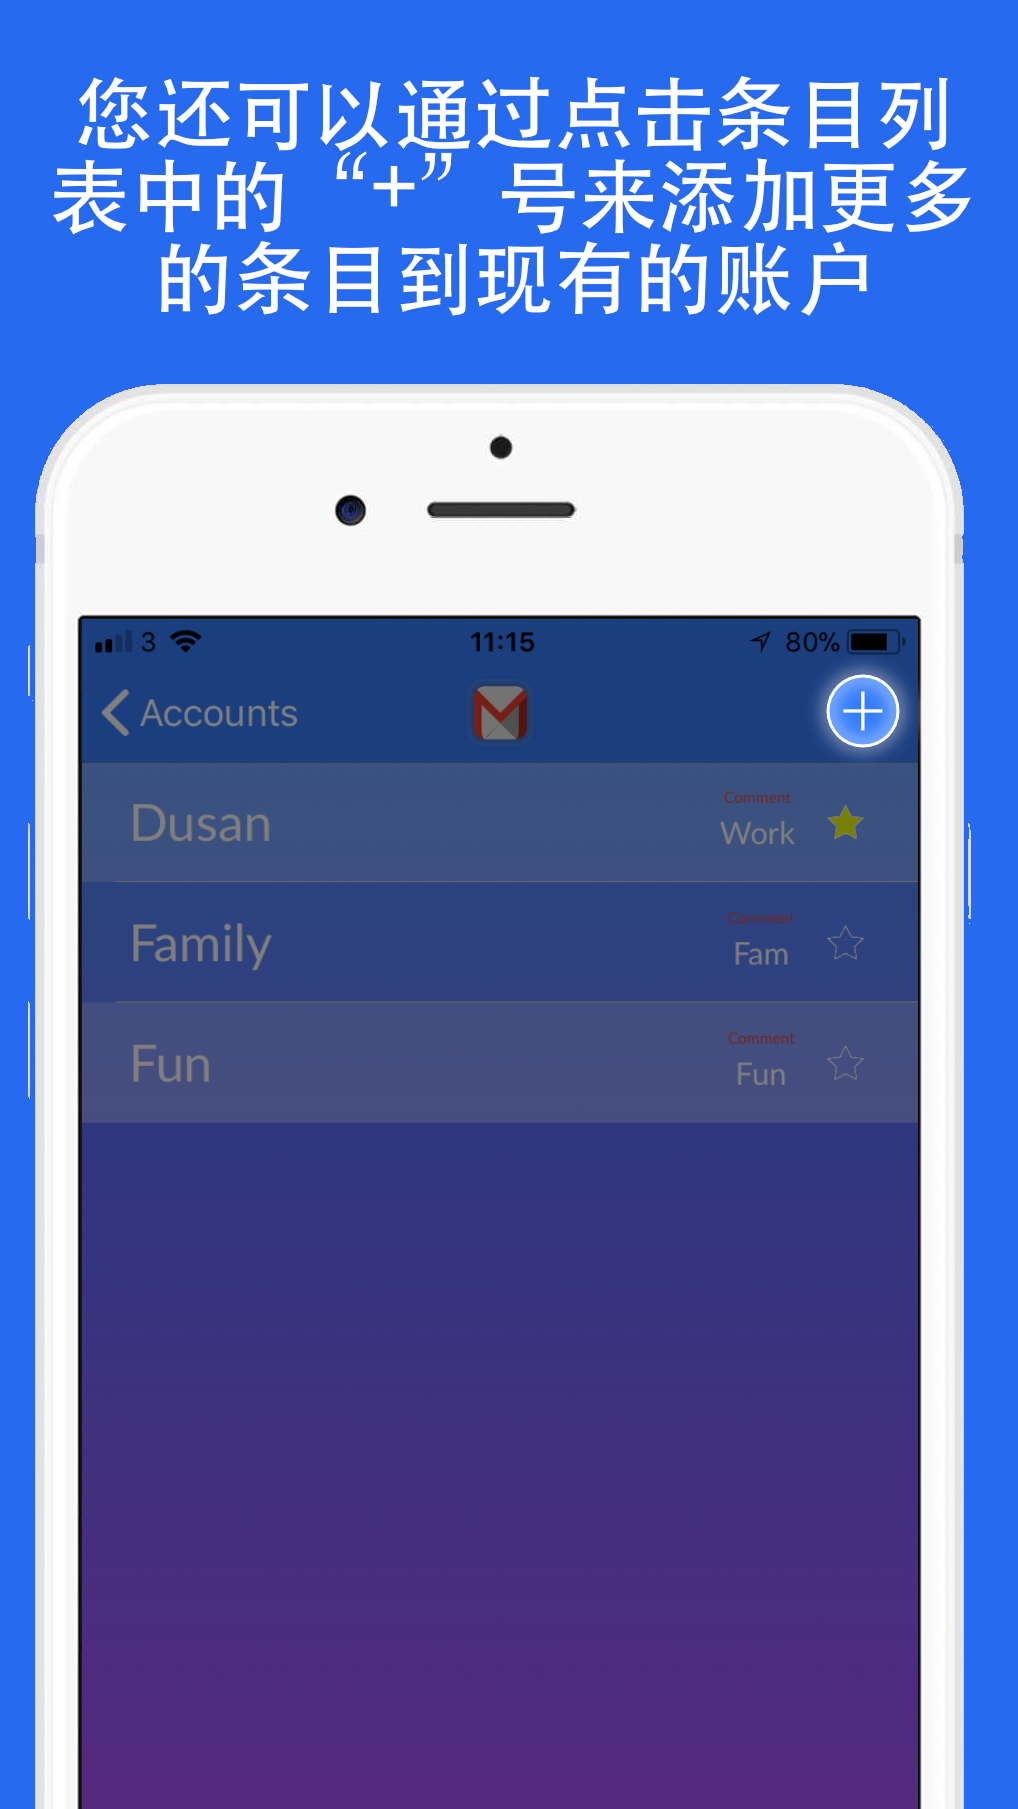 您还可以通过点击条目列
表中的“+”号来添加更多
的条目到现有的账户
3 11:15 80%
Accounts
Comment
Dusan Work
Comment
Family Fam
Comment
Fun Fun